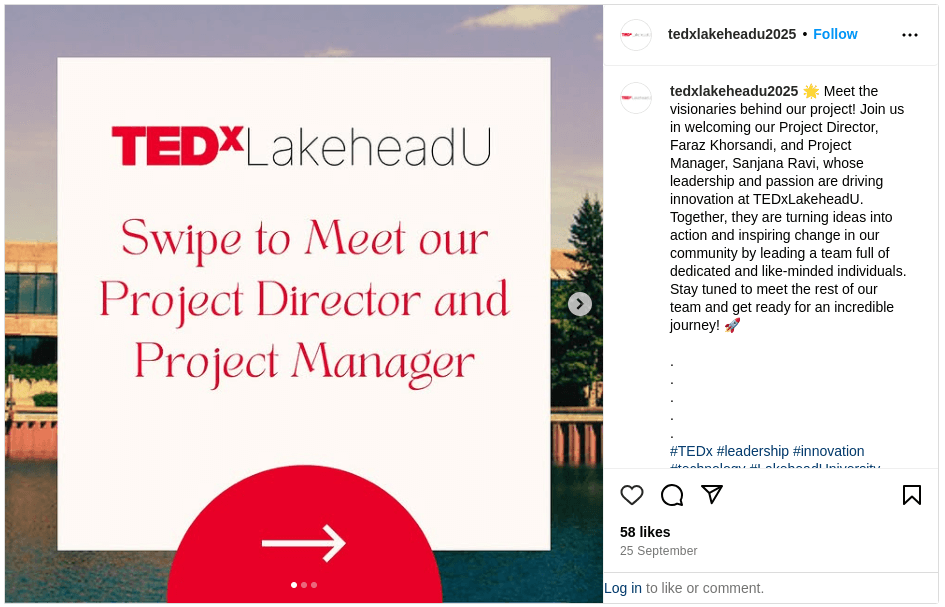 TEDxLakeheadU
Swipe to Meet our
Project Director and
Project Manager
tedxlakeheadu2025 • Follow
tedxlakeheadu2025 🌟 Meet the
visionaries behind our project! Join us
in welcoming our Project Director,
Faraz Khorsandi, and Project
Manager, Sanjana Ravi, whose
leadership and passion are driving
innovation at TEDxLakeheadU.
Together, they are turning ideas into
action and inspiring change in our
community by leading a team full of
dedicated and like-minded individuals.
Stay tuned to meet the rest of our
team and get ready for an incredible
journey! 🚀
.
.
.
.
.
#TEDx #leadership #innovation
#technology #LakeheadUniversity
58 likes
25 September
Log in to like or comment.